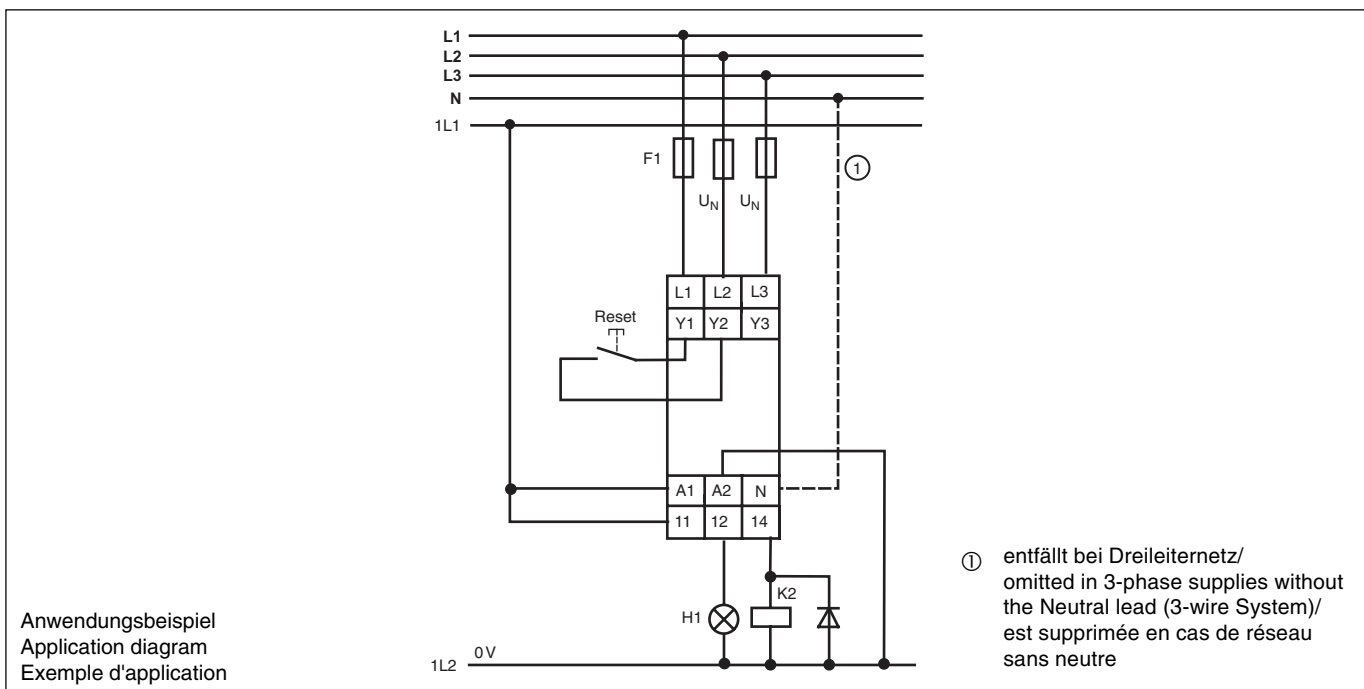 L1
L2
L3
N
1L1
F1
①
U_N U_N
L1 L2 L3
Reset
Y1 Y2 Y3
A1 A2 N
11 12 14
K2
H1
0 V
1L2
Anwendungsbeispiel
Application diagram
Exemple d'application
① entfällt bei Dreileiternetz/
omitted in 3-phase supplies without
the Neutral lead (3-wire System)/
est supprimée en cas de réseau
sans neutre